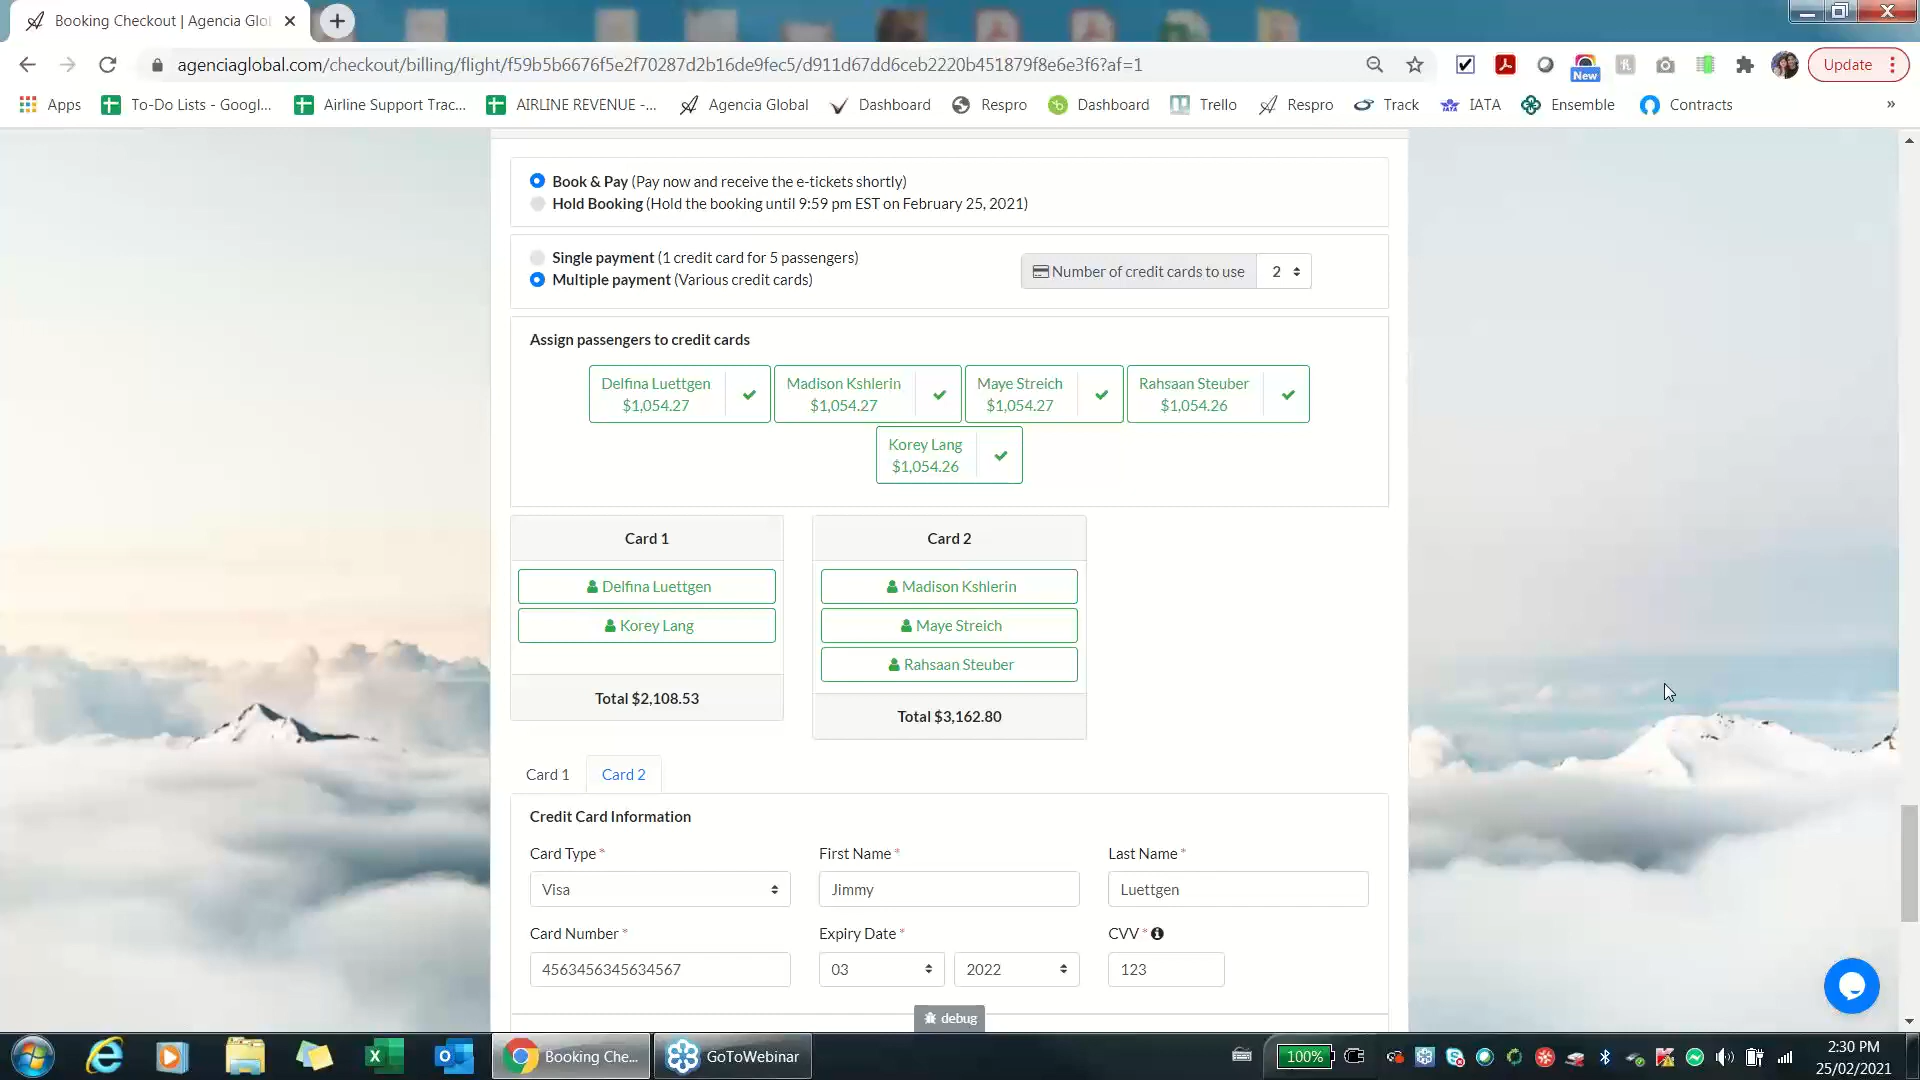 Booking Checkout | Agencia Glo
agenciaglobal.com/checkout/billing/flight/f59b5b6676f5e2f70287d2b16de9fec5/d911d67dd6ceb2220b451879f8e6e3f6?af=1
New
Update
Apps
To-Do Lists - Googl...
Airline Support Trac...
AIRLINE REVENUE -...
Agencia Global
Dashboard
Respro
Dashboard
Trello
Respro
Track
IATA
Ensemble
Contracts
»
Book & Pay (Pay now and receive the e-tickets shortly)
Hold Booking (Hold the booking until 9:59 pm EST on February 25, 2021)
Single payment (1 credit card for 5 passengers)
Multiple payment (Various credit cards)
Number of credit cards to use 2
Assign passengers to credit cards
Delfina Luettgen
$1,054.27
Madison Kshlerin
$1,054.27
Maye Streich
$1,054.27
Rahsaan Steuber
$1,054.26
Korey Lang
$1,054.26
Card 1
Delfina Luettgen
Korey Lang
Total $2,108.53
Card 2
Madison Kshlerin
Maye Streich
Rahsaan Steuber
Total $3,162.80
Card 1
Card 2
Credit Card Information
Card Type *
First Name *
Last Name *
Visa
Jimmy
Luettgen
Card Number *
Expiry Date *
CVV *
4563456345634567
03
2022
123
debug
Booking Che...
GoToWebinar
100%
2:30 PM
25/02/2021